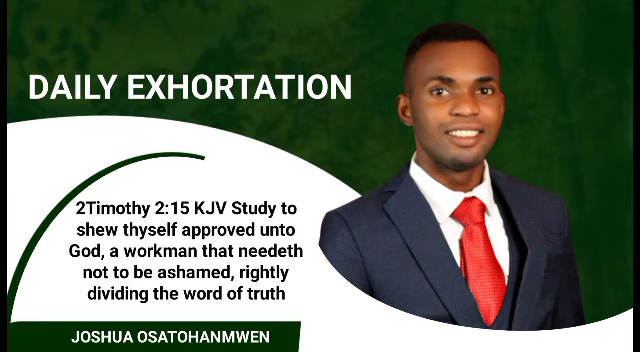 DAILY EXHORTATION
2Timothy 2:15 KJV Study to
shew thyself approved unto
God, a workman that needeth
not to be ashamed, rightly
dividing the word of truth
JOSHUA OSATOHANMWEN